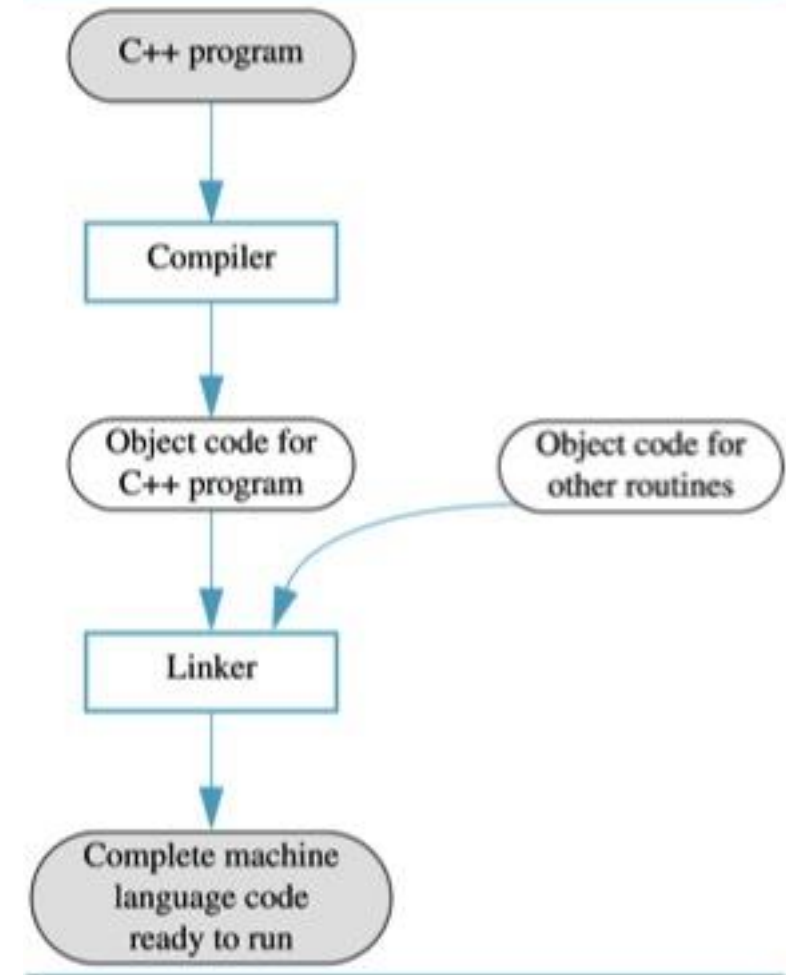 C++ program
Compiler
Object code for
C++ program
Object code for
other routines
Linker
Complete machine
language code
ready to run